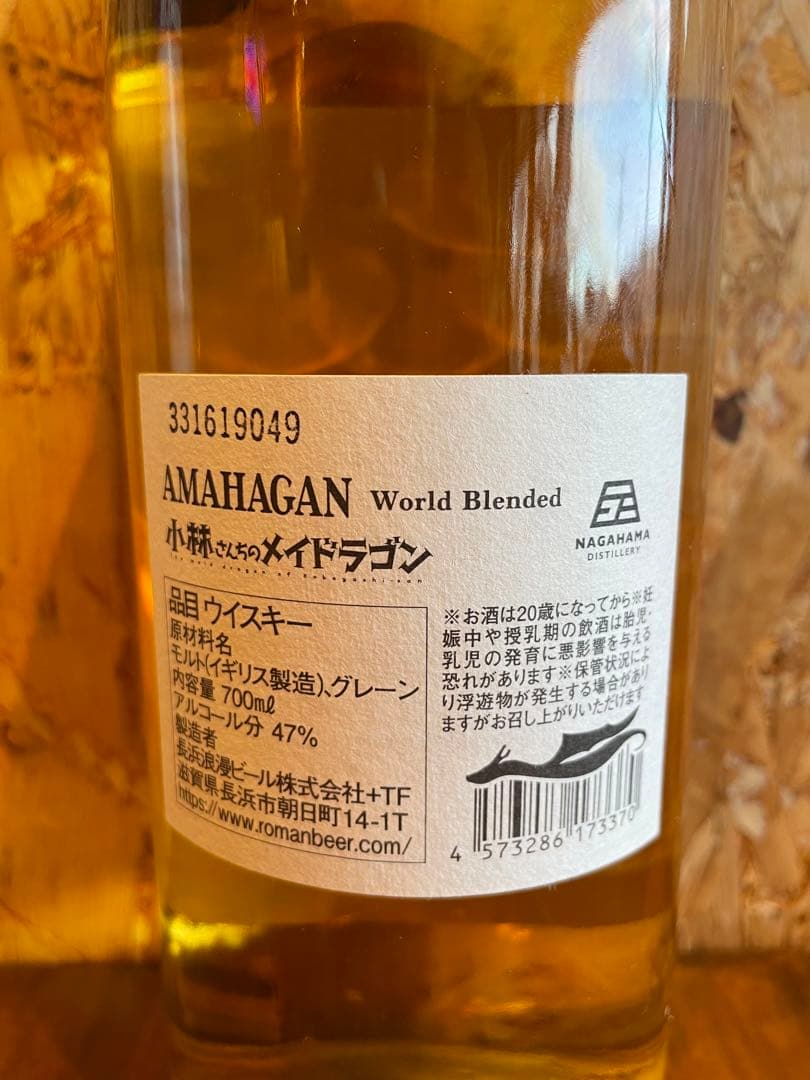 331619049
AMAHAGAN World Blended
小林さんちのメイドラゴン
NAGAHAMA
DISTILLERY
品目 ウイスキー
原材料名
モルト(イギリス製造)、グレーン
内容量 700mℓ
アルコール分 47%
製造者
長浜浪漫ビール株式会社+TF
滋賀県長浜市朝日町14-1T
https://www.romanbeer.com/
※お酒は20歳になってから※妊
娠中や授乳期の飲酒は胎児・
乳児の発育に悪影響を与える
恐れがあります※保管状況によ
り浮遊物が発生する場合があり
ますがお召し上がりいただけます
4 573286 173370